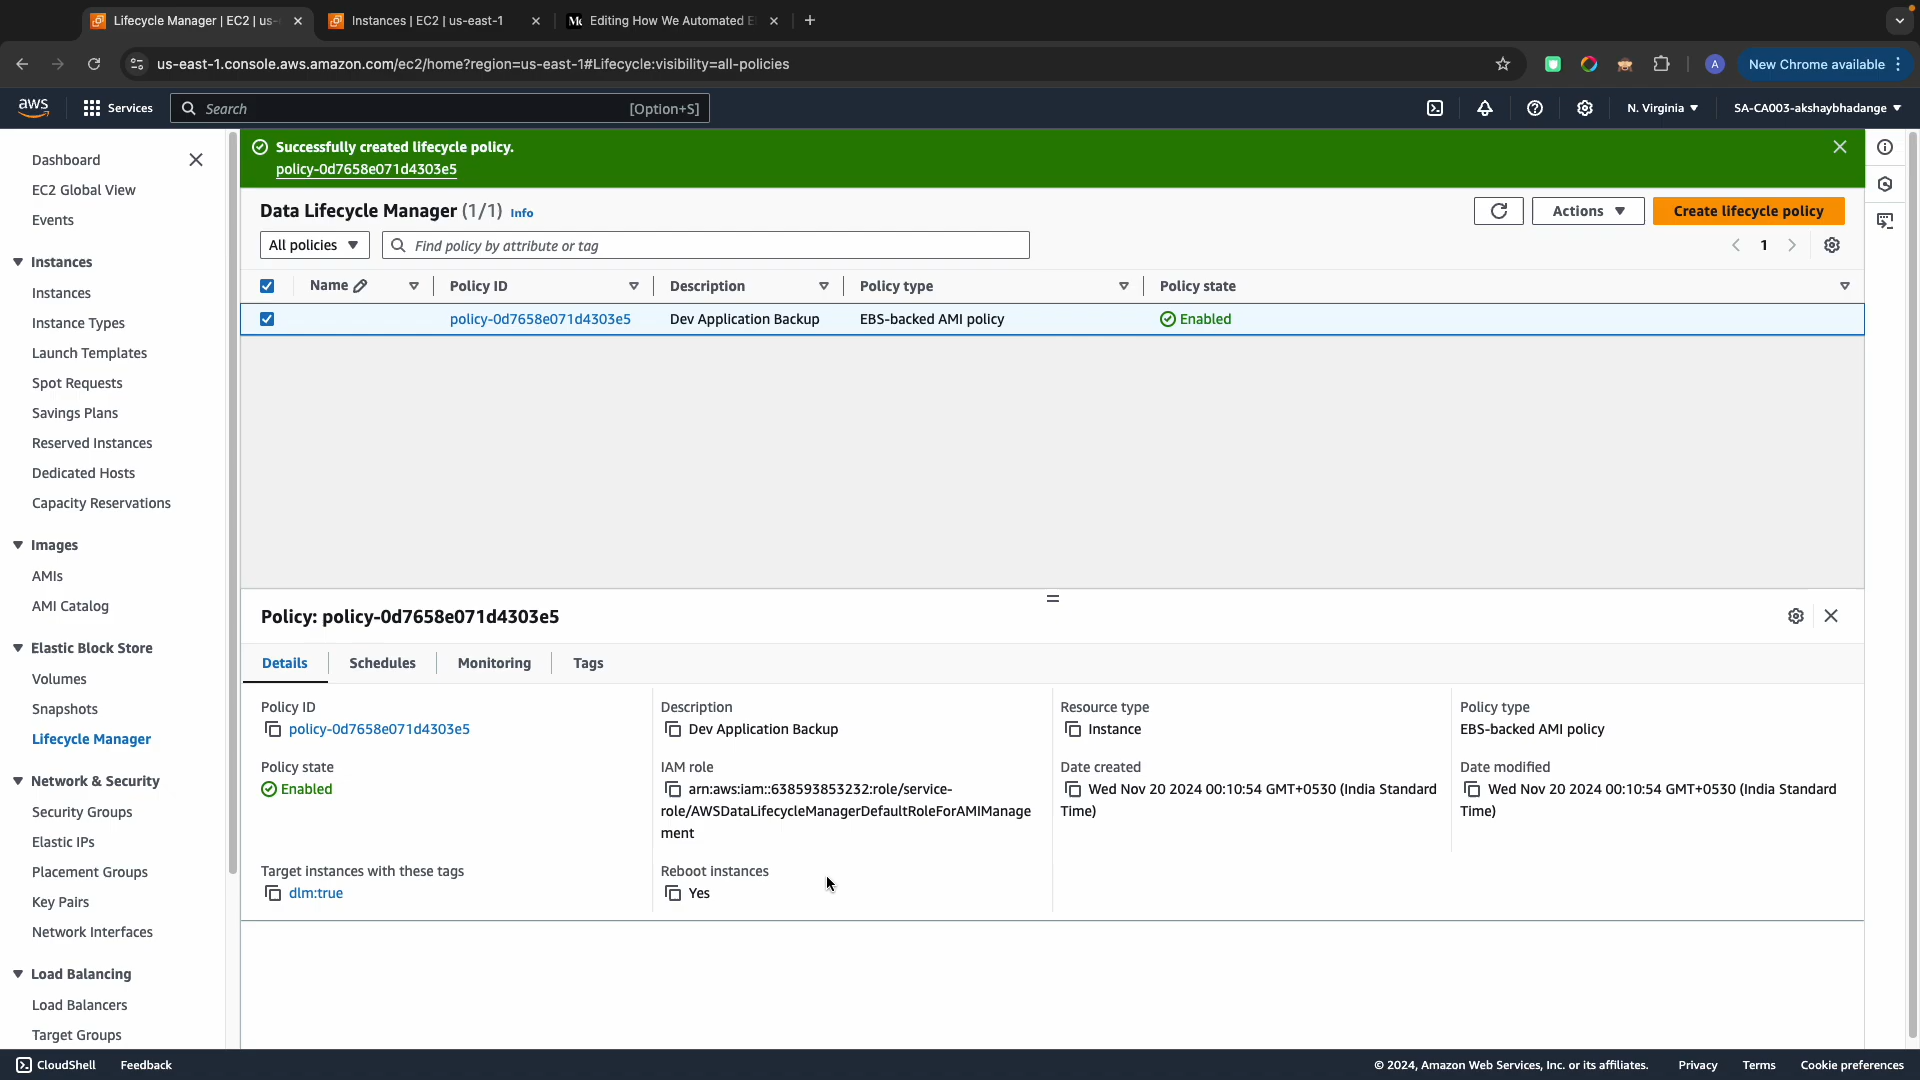 Lifecycle Manager | EC2 | us-
Instances | EC2 | us-east-1
Editing How We Automated E
us-east-1.console.aws.amazon.com/ec2/home?region=us-east-1#Lifecycle:visibility=all-policies
A
New Chrome available
aws
Services
Search
[Option+S]
N. Virginia
SA-CA003-akshaybhadange
Dashboard
EC2 Global View
Events
Instances
Instances
Instance Types
Launch Templates
Spot Requests
Savings Plans
Reserved Instances
Dedicated Hosts
Capacity Reservations
Images
AMIs
AMI Catalog
Elastic Block Store
Volumes
Snapshots
Lifecycle Manager
Network & Security
Security Groups
Elastic IPs
Placement Groups
Key Pairs
Network Interfaces
Load Balancing
Load Balancers
Target Groups
Successfully created lifecycle policy.
policy-0d7658e071d4303e5
Data Lifecycle Manager (1/1) Info
Actions
Create lifecycle policy
All policies
Find policy by attribute or tag
1
Name
Policy ID
Description
Policy type
Policy state
policy-0d7658e071d4303e5
Dev Application Backup
EBS-backed AMI policy
Enabled
Policy: policy-0d7658e071d4303e5
Details
Schedules
Monitoring
Tags
Policy ID
policy-0d7658e071d4303e5
Description
Dev Application Backup
Resource type
Instance
Policy type
EBS-backed AMI policy
Policy state
Enabled
IAM role
arn:aws:iam::638593853232:role/service-
role/AWSDataLifecycleManagerDefaultRoleForAMIManage
ment
Date created
Wed Nov 20 2024 00:10:54 GMT+0530 (India Standard
Time)
Date modified
Wed Nov 20 2024 00:10:54 GMT+0530 (India Standard
Time)
Target instances with these tags
dlm:true
Reboot instances
Yes
CloudShell
Feedback
© 2024, Amazon Web Services, Inc. or its affiliates.
Privacy
Terms
Cookie preferences